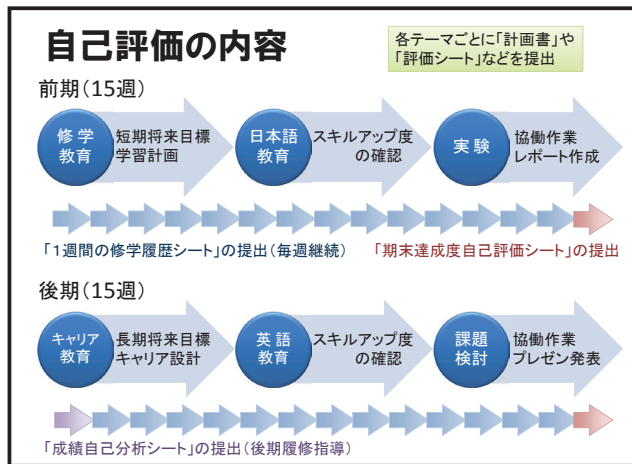 自己評価の内容
各テーマごとに「計画書」や
「評価シート」などを提出
前期(15週)
修学
教育
短期将来目標
学習計画
日本語
教育
スキルアップ度
の確認
実験
協働作業
レポート作成
「1週間の修学履歴シート」の提出(毎週継続)
「期末達成度自己評価シート」の提出
後期(15週)
キャリア
教育
長期将来目標
キャリア設計
英語
教育
スキルアップ度
の確認
課題
検討
協働作業
プレゼン発表
「成績自己分析シート」の提出(後期履修指導)